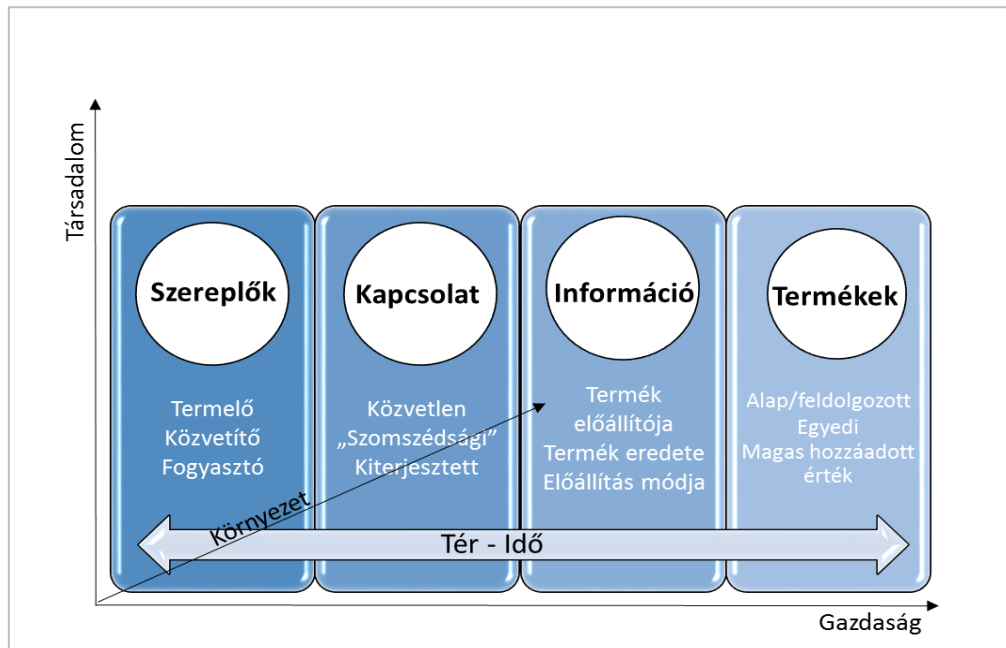 Társadalom
Szereplők
Termelő
Közvetítő
Fogyasztó
Kapcsolat
Közvetlen
„Szomszédsági”
Kiterjesztett
Információ
Termék
előállítója
Termék eredete
Előállítás módja
Termékek
Alap/feldolgozott
Egyedi
Magas hozzáadott
érték
Környezet
Tér - Idő
Gazdaság